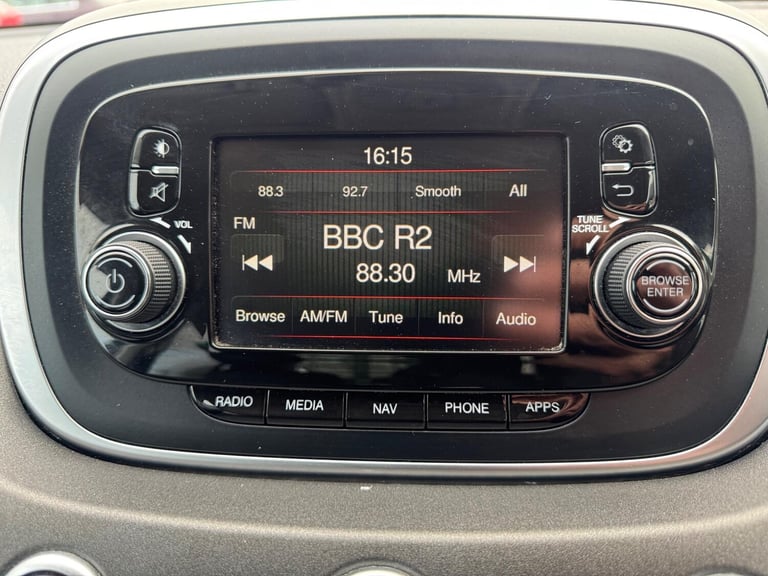 16:15
88.3 92.7 Smooth All
FM
BBC R2
88.30 MHz
Browse AM/FM Tune Info Audio
VOL
TUNE
SCROLL
BROWSE
ENTER
RADIO MEDIA NAV PHONE APPS